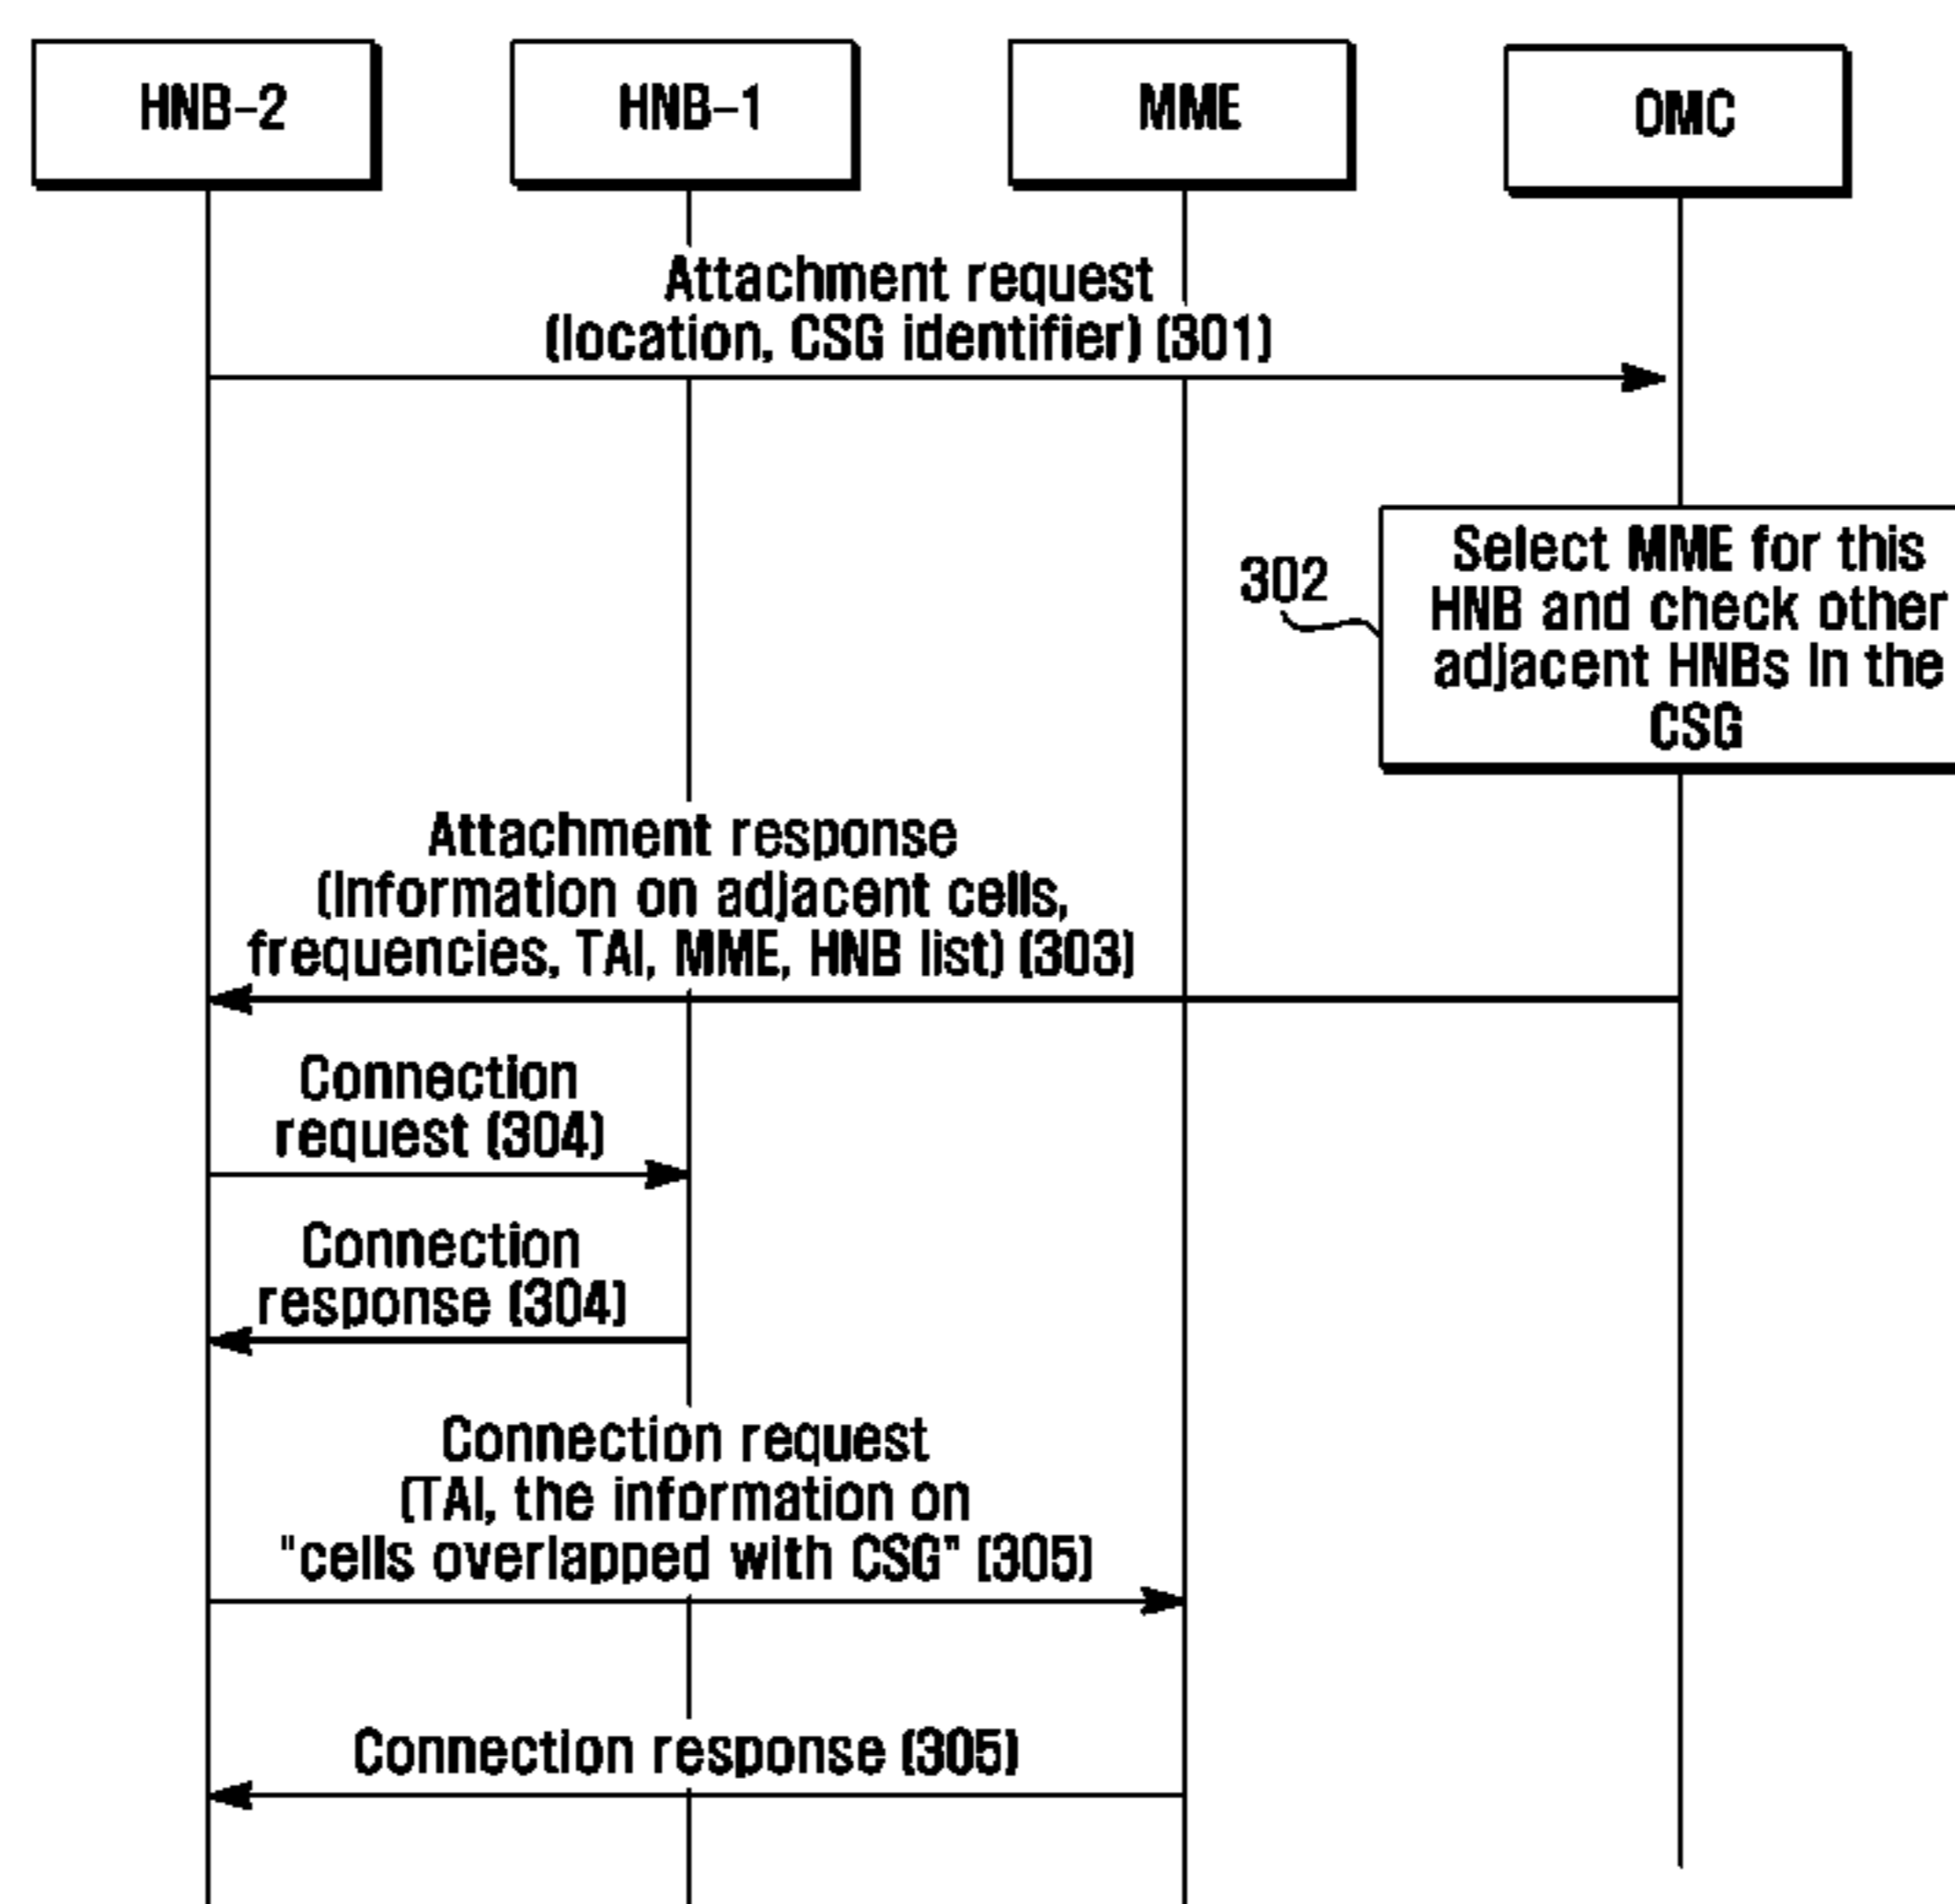 HNB-2
HNB-1
MME
OMC
Attachment request
(location, CSG identifier) (301)
302
Select MME for this
HNB and check other
adjacent HNBs in the
CSG
Attachment response
(information on adjacent cells,
frequencies, TAI, MME, HNB list) (303)
Connection
request (304)
Connection
response (304)
Connection request
(TAI, the information on
"cells overlapped with CSG" (305)
Connection response (305)